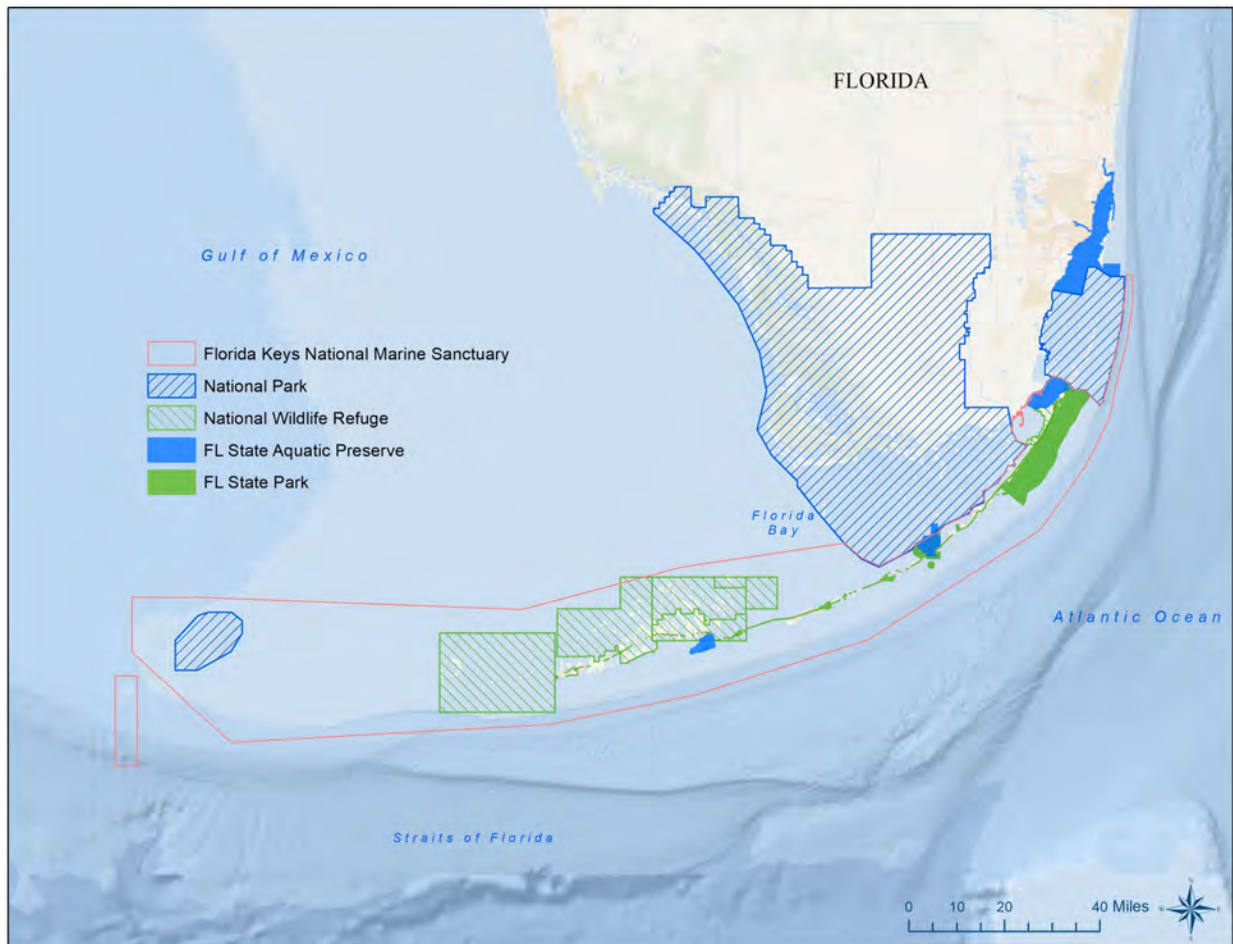 FLORIDA
Gulf of Mexico
Florida Keys National Marine Sanctuary
National Park
National Wildlife Refuge
FL State Aquatic Preserve
FL State Park
Florida
Bay
Atlantic Ocean
Straits of Florida
0 10 20 40 Miles